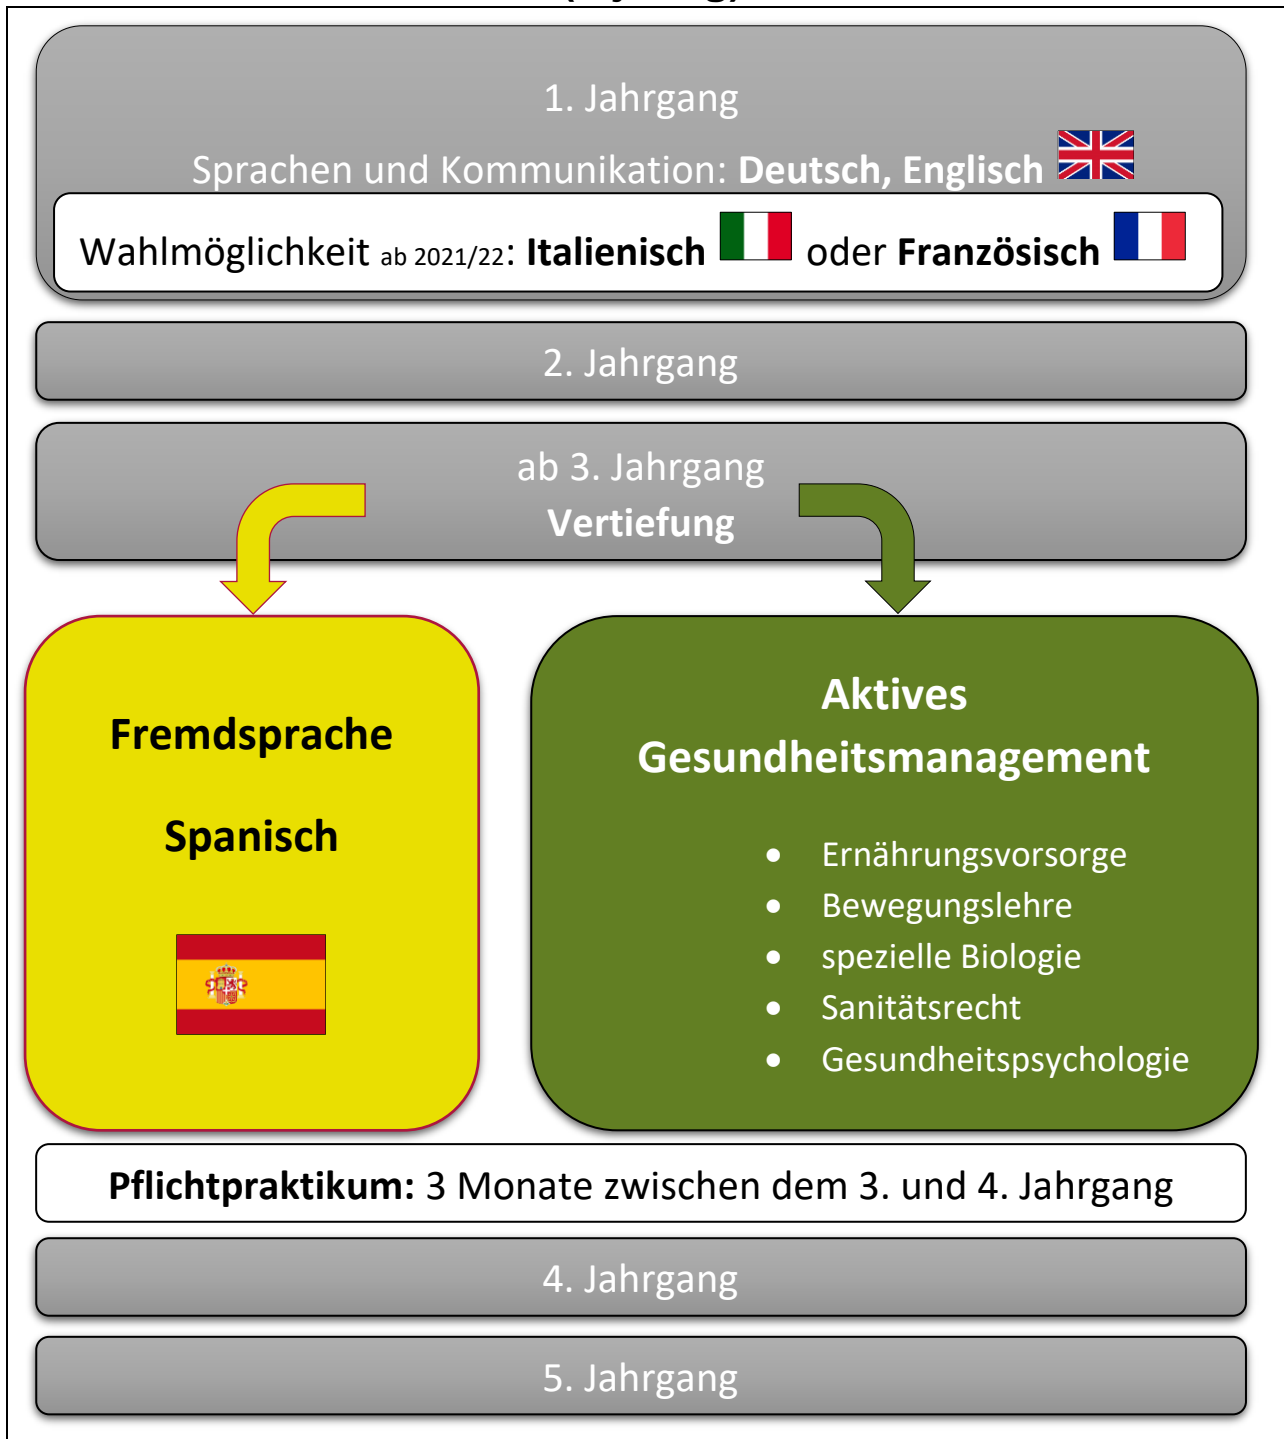 1. Jahrgang
Sprachen und Kommunikation: Deutsch, Englisch
Wahlmöglichkeit ab 2021/22: Italienisch oder Französisch
2. Jahrgang
ab 3. Jahrgang
Vertiefung
Fremdsprache
Spanisch
Aktives
Gesundheitsmanagement
• Ernährungsvorsorge
• Bewegungslehre
• spezielle Biologie
• Sanitätsrecht
• Gesundheitspsychologie
Pflichtpraktikum: 3 Monate zwischen dem 3. und 4. Jahrgang
4. Jahrgang
5. Jahrgang